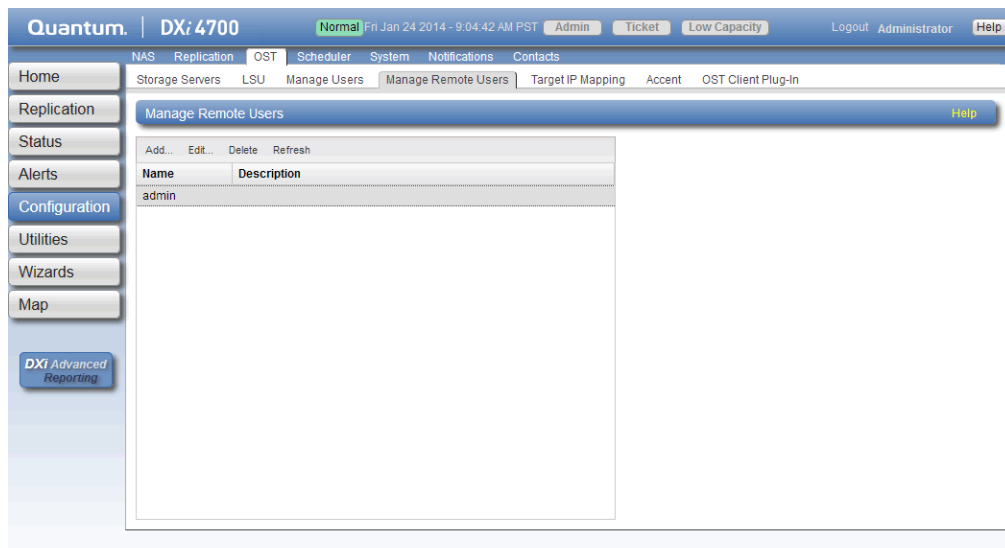 Quantum. | DXi 4700 Normal Fri Jan 24 2014 - 9:04:42 AM PST Admin Ticket Low Capacity Logout Administrator Help
NAS Replication OST Scheduler System Notifications Contacts
Storage Servers LSU Manage Users Manage Remote Users Target IP Mapping Accent OST Client Plug-In
Home
Replication
Status
Alerts
Configuration
Utilities
Wizards
Map
DXi Advanced
Reporting
Manage Remote Users Help
Add... Edit... Delete Refresh
Name Description
admin